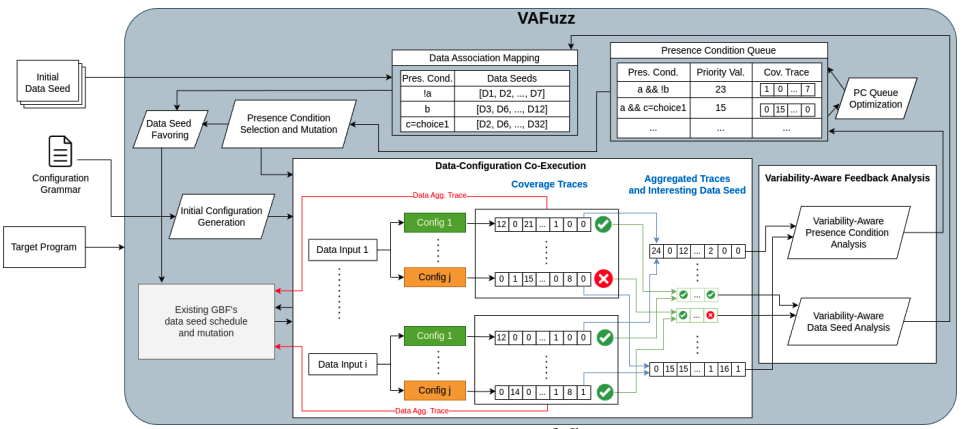 VAFuzz
Initial
Data Seed
Data Association Mapping
Pres. Cond. Data Seeds
!a [D1, D2, ..., D7]
b [D3, D6, ..., D12]
c=choice1 [D2, D6, ..., D32]
Presence Condition Queue
Pres. Cond. Priority Val. Cov. Trace
a && !b 23 1 0 ... 7
a && c=choice1 15 0 15 ... 0
... ... ...
PC Queue
Optimization
Data Seed
Favoring
Presence Condition
Selection and Mutation
Configuration
Grammar
Initial Configuration
Generation
Target Program
Existing GBF's
data seed schedule
and mutation
Data-Configuration Co-Execution
Coverage Traces
Aggregated Traces
and Interesting Data Seed
Data Agg. Trace
Data Input 1
Config 1
12 0 21 ... 1 0 0
Config j
0 1 15 ... 0 8 0
Data Input i
Config 1
12 0 0 ... 1 0 0
Config j
0 14 0 ... 1 8 1
Data Agg. Trace
24 0 12 ... 2 0 0
...
...
0 15 15 ... 1 16 1
Variability-Aware Feedback Analysis
Variability-Aware
Presence Condition
Analysis
Variability-Aware
Data Seed Analysis